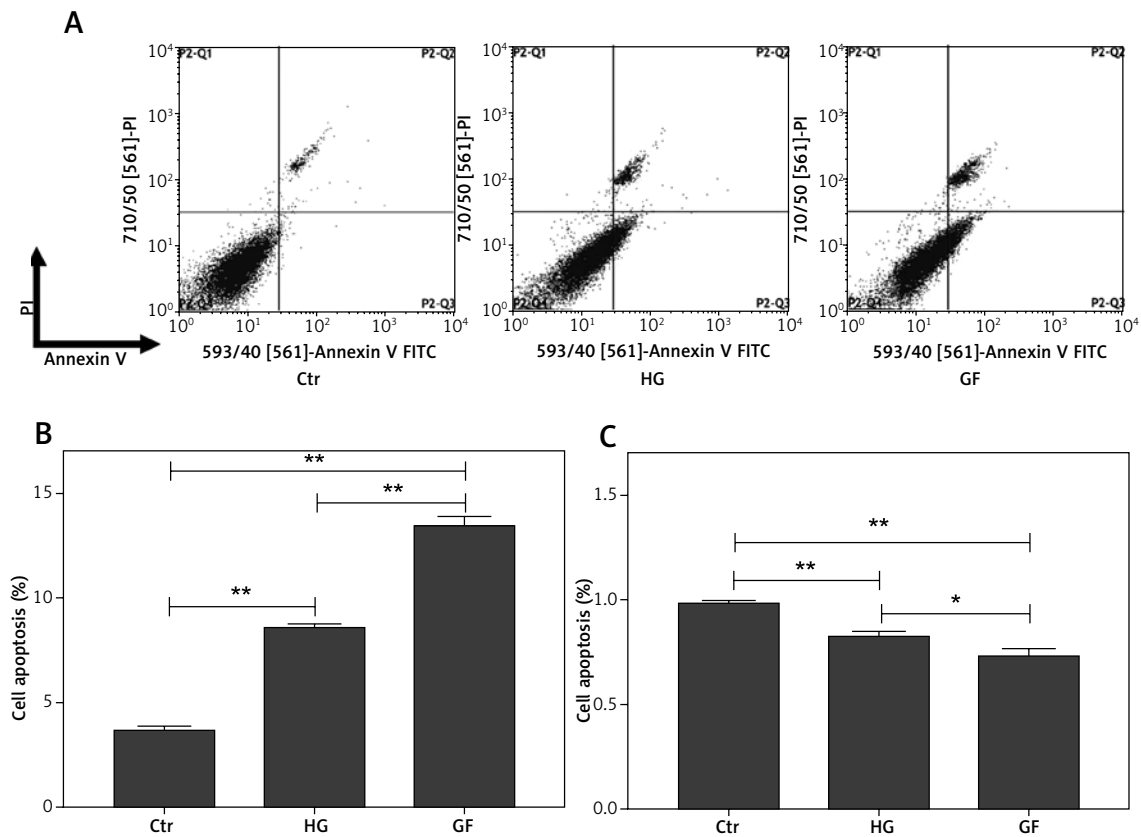 A
10⁴
P2-Q1
P2-Q2
10³
10²
10¹
10⁰
P2-Q4
P2-Q3
710/50 [561]-PI
10⁰ 10¹ 10² 10³ 10⁴
593/40 [561]-Annexin V FITC
Ctr
10⁴
P2-Q1
P2-Q2
10³
10²
10¹
10⁰
P2-Q4
P2-Q3
710/50 [561]-PI
10⁰ 10¹ 10² 10³ 10⁴
593/40 [561]-Annexin V FITC
HG
10⁴
P2-Q1
P2-Q2
10³
10²
10¹
10⁰
P2-Q4
P2-Q3
710/50 [561]-PI
10⁰ 10¹ 10² 10³ 10⁴
593/40 [561]-Annexin V FITC
GF
PI
Annexin V
B
Cell apoptosis (%)
15
10
5
0
**
**
**
Ctr HG GF
C
Cell apoptosis (%)
1.5
1.0
0.5
0.0
**
**
*
Ctr HG GF